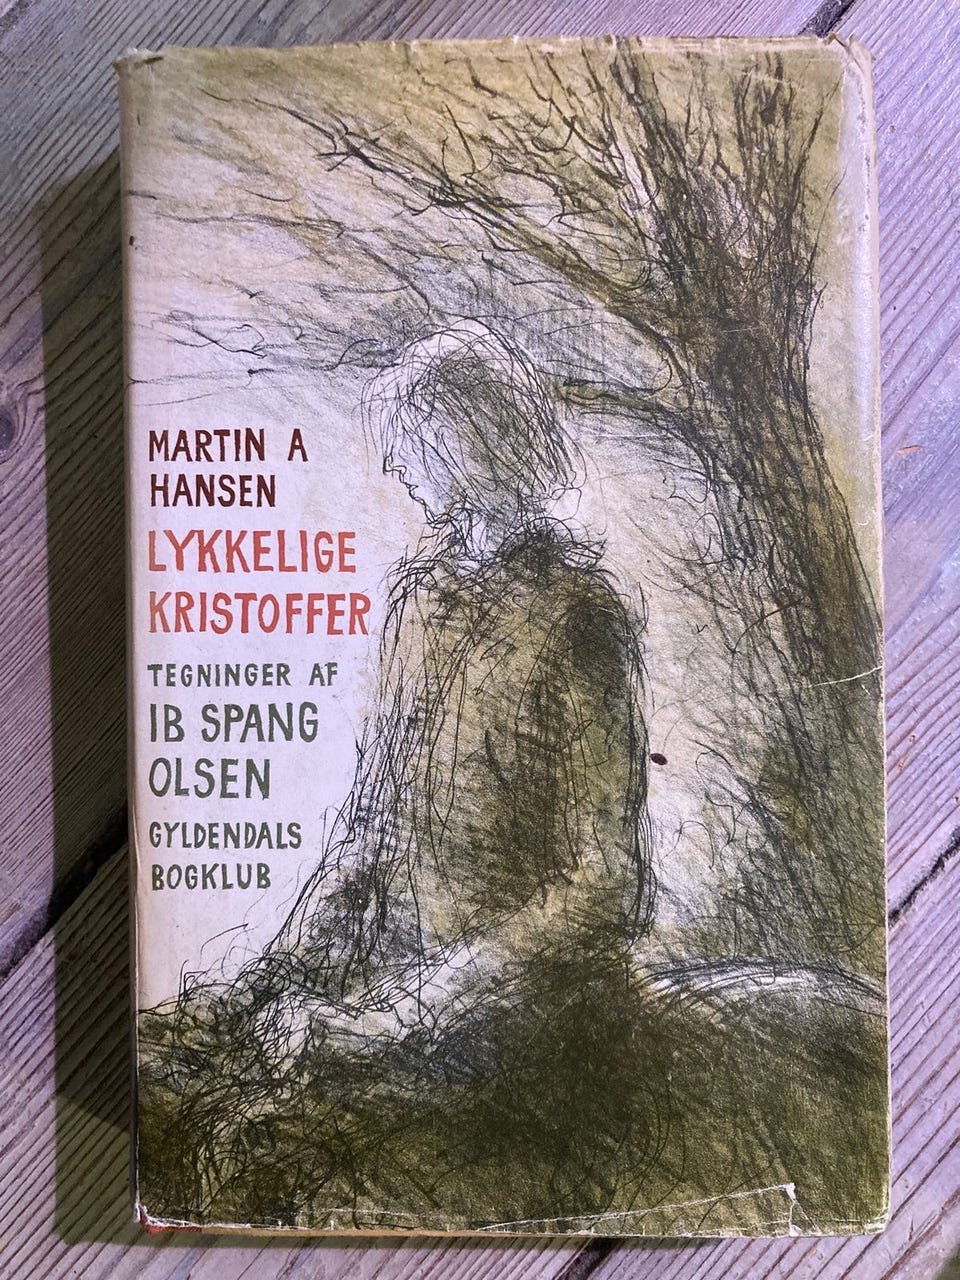 MARTIN A
HANSEN
LYKKELIGE
KRISTOFFER
TEGNINGER AF
IB SPANG
OLSEN
GYLDENDALS
BOGKLUB